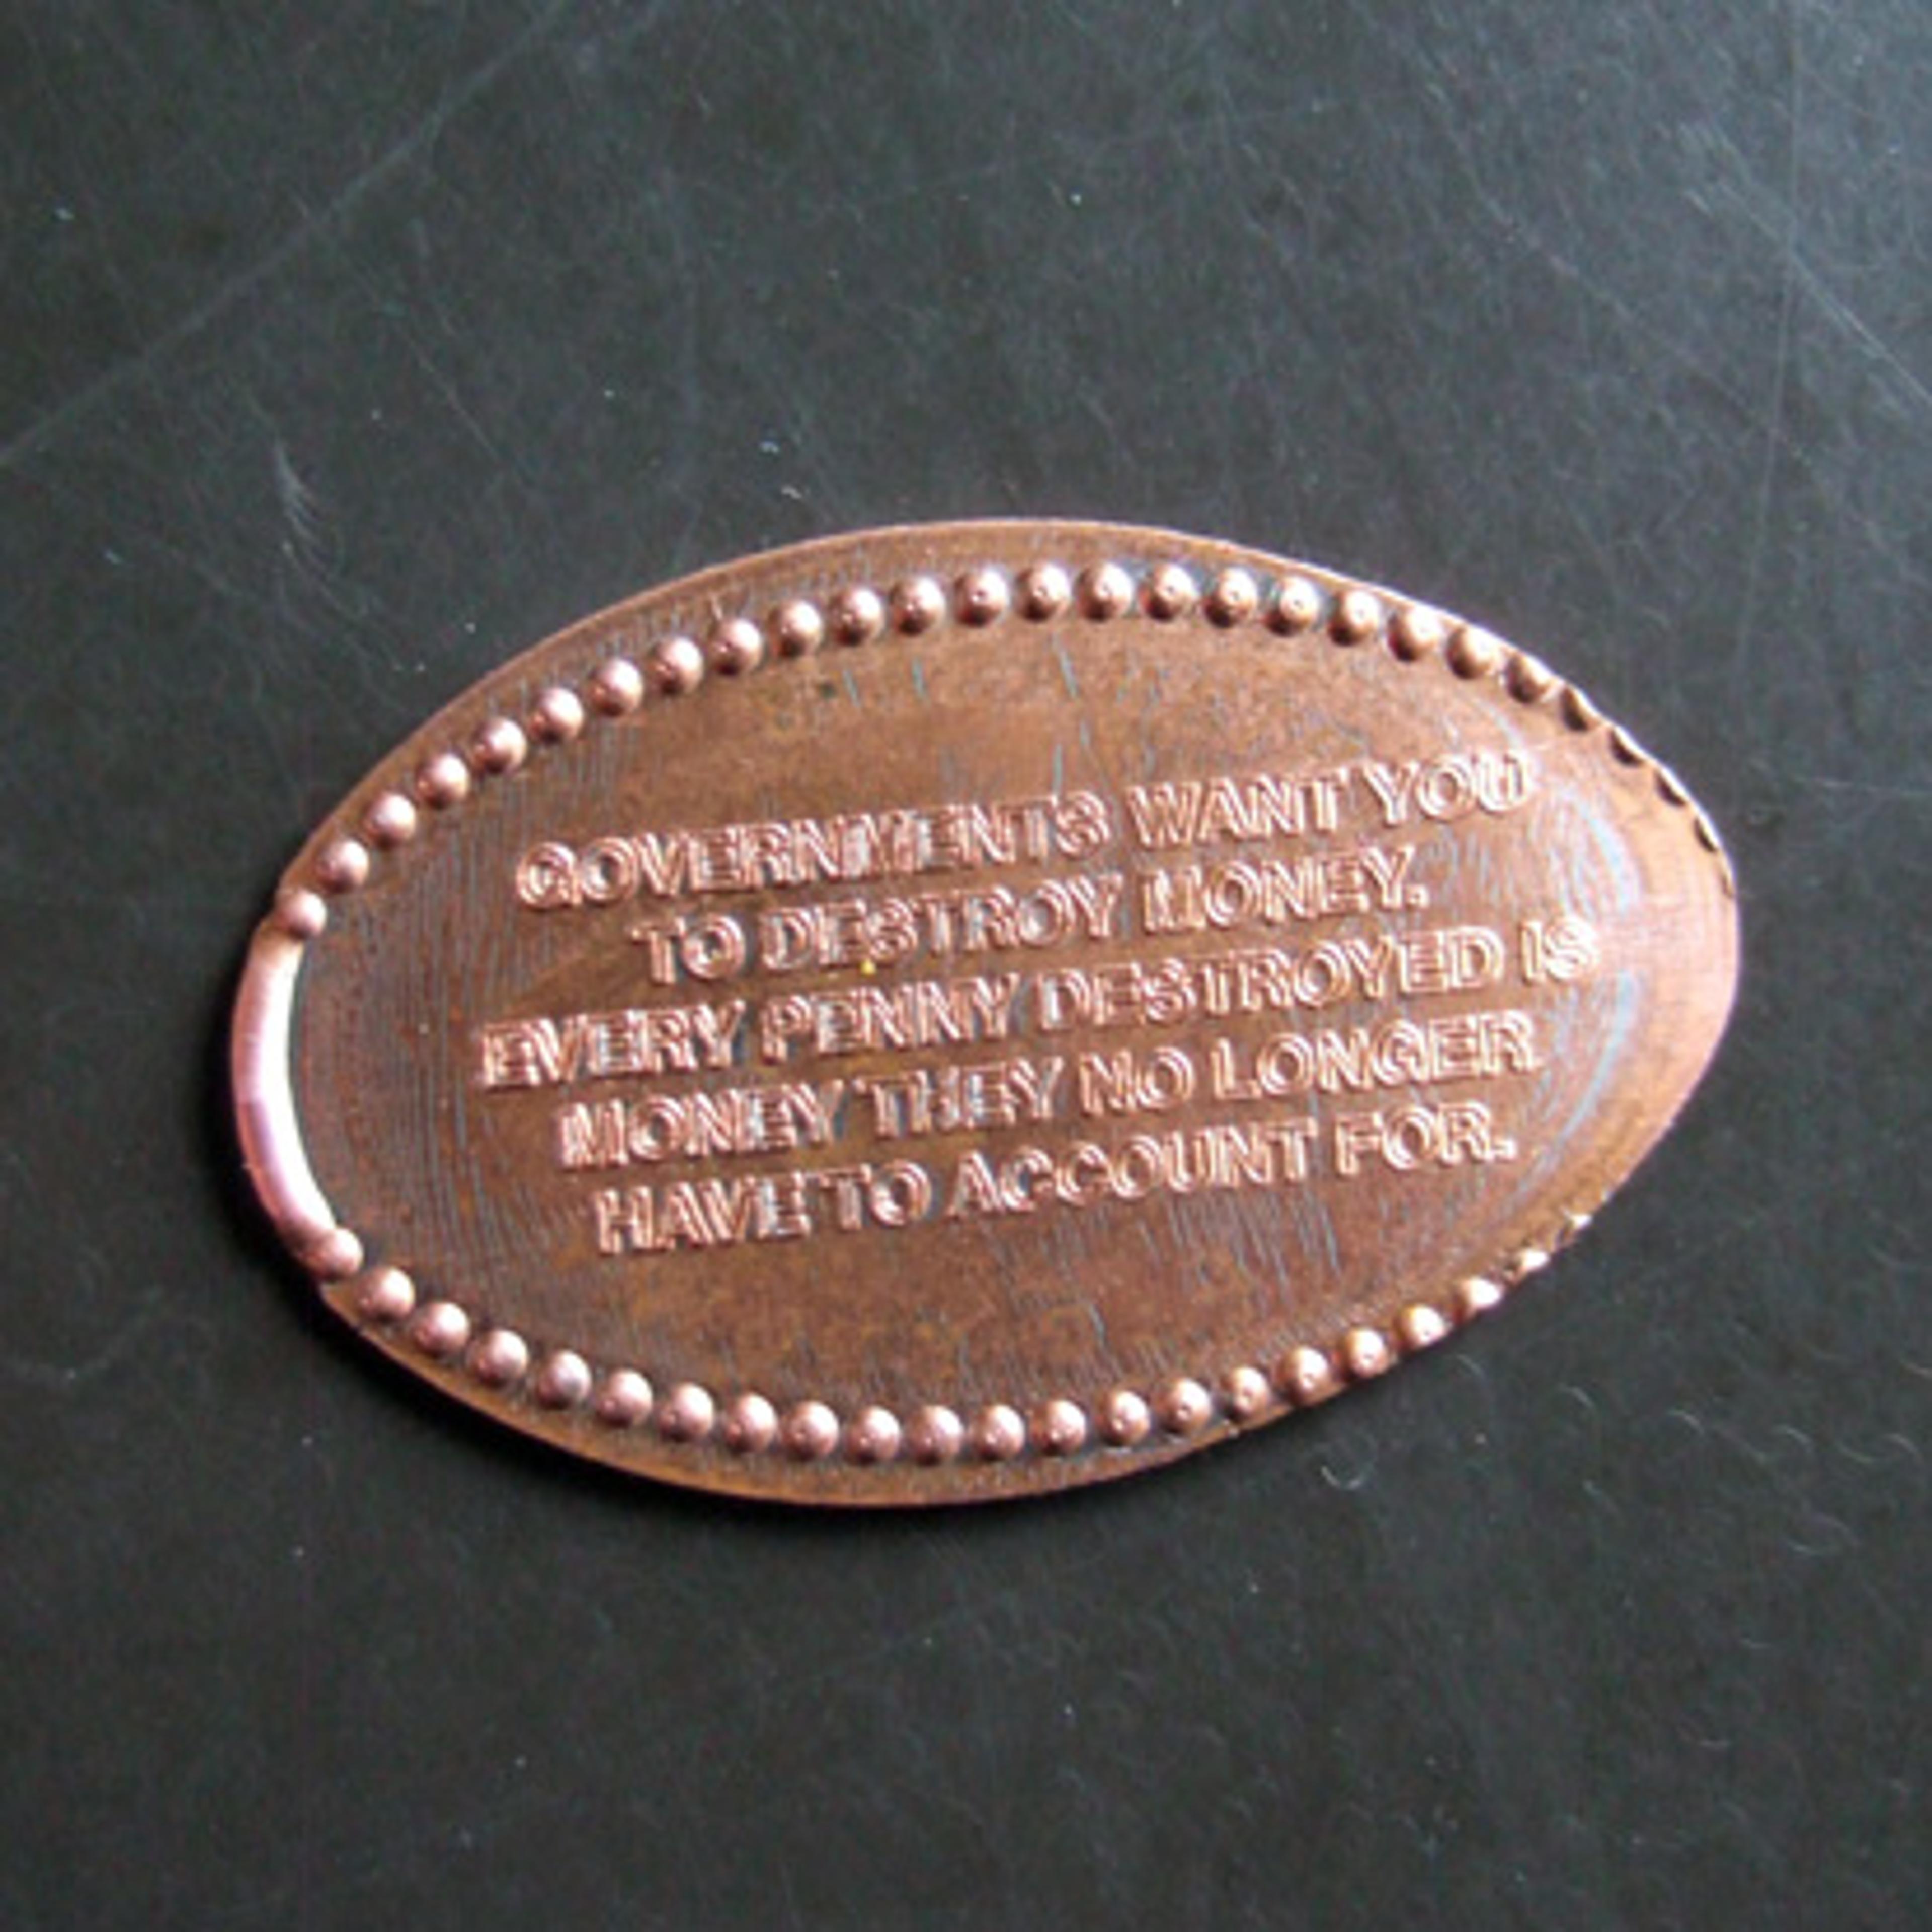 GOVERNMENTS WANT YOU
TO DESTROY MONEY.
EVERY PENNY DESTROYED IS
MONEY THEY NO LONGER
HAVE TO ACCOUNT FOR.